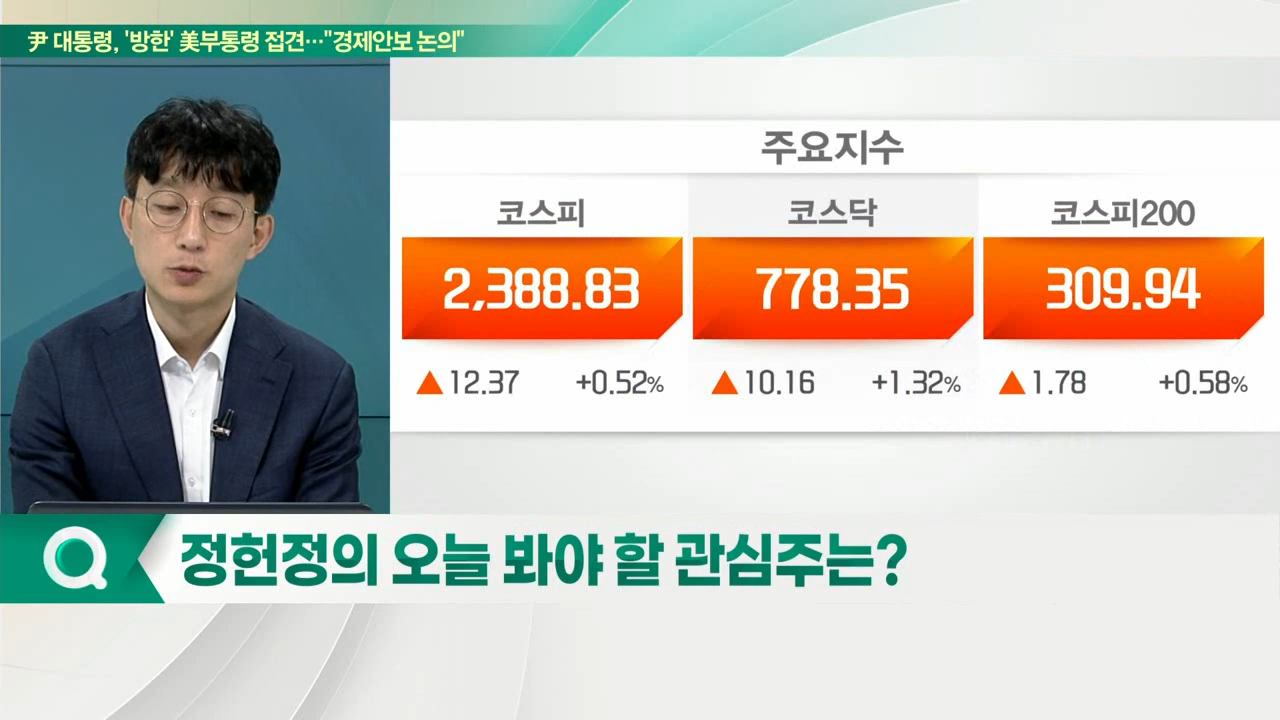 尹 대통령, '방한' 美부통령 접견…"경제안보 논의"
주요지수
코스피 코스닥 코스피200
2,388.83 778.35 309.94
▲12.37 +0.52% ▲10.16 +1.32% ▲1.78 +0.58%
정헌정의 오늘 봐야 할 관심주는?